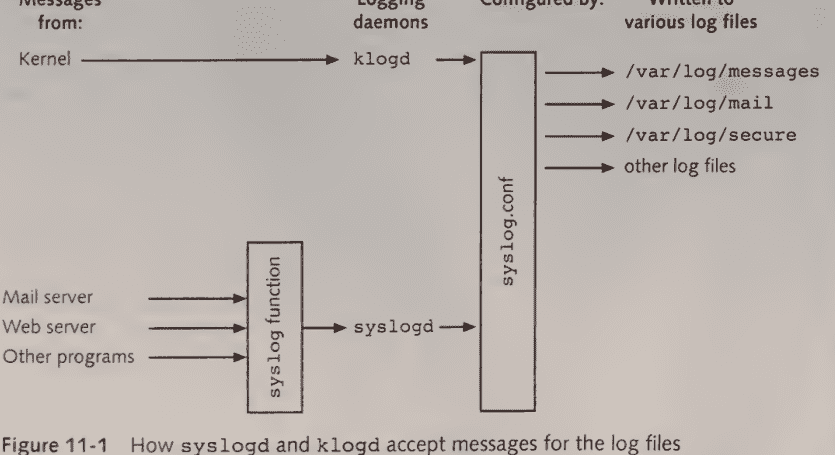 Messages from:
Logging daemons
Configured by:
Written to various log files
Kernel
klogd
/var/log/messages
/var/log/mail
/var/log/secure
other log files
syslog.conf
Mail server
Web server
Other programs
syslog function
syslogd
Figure 11-1 How syslogd and klogd accept messages for the log files